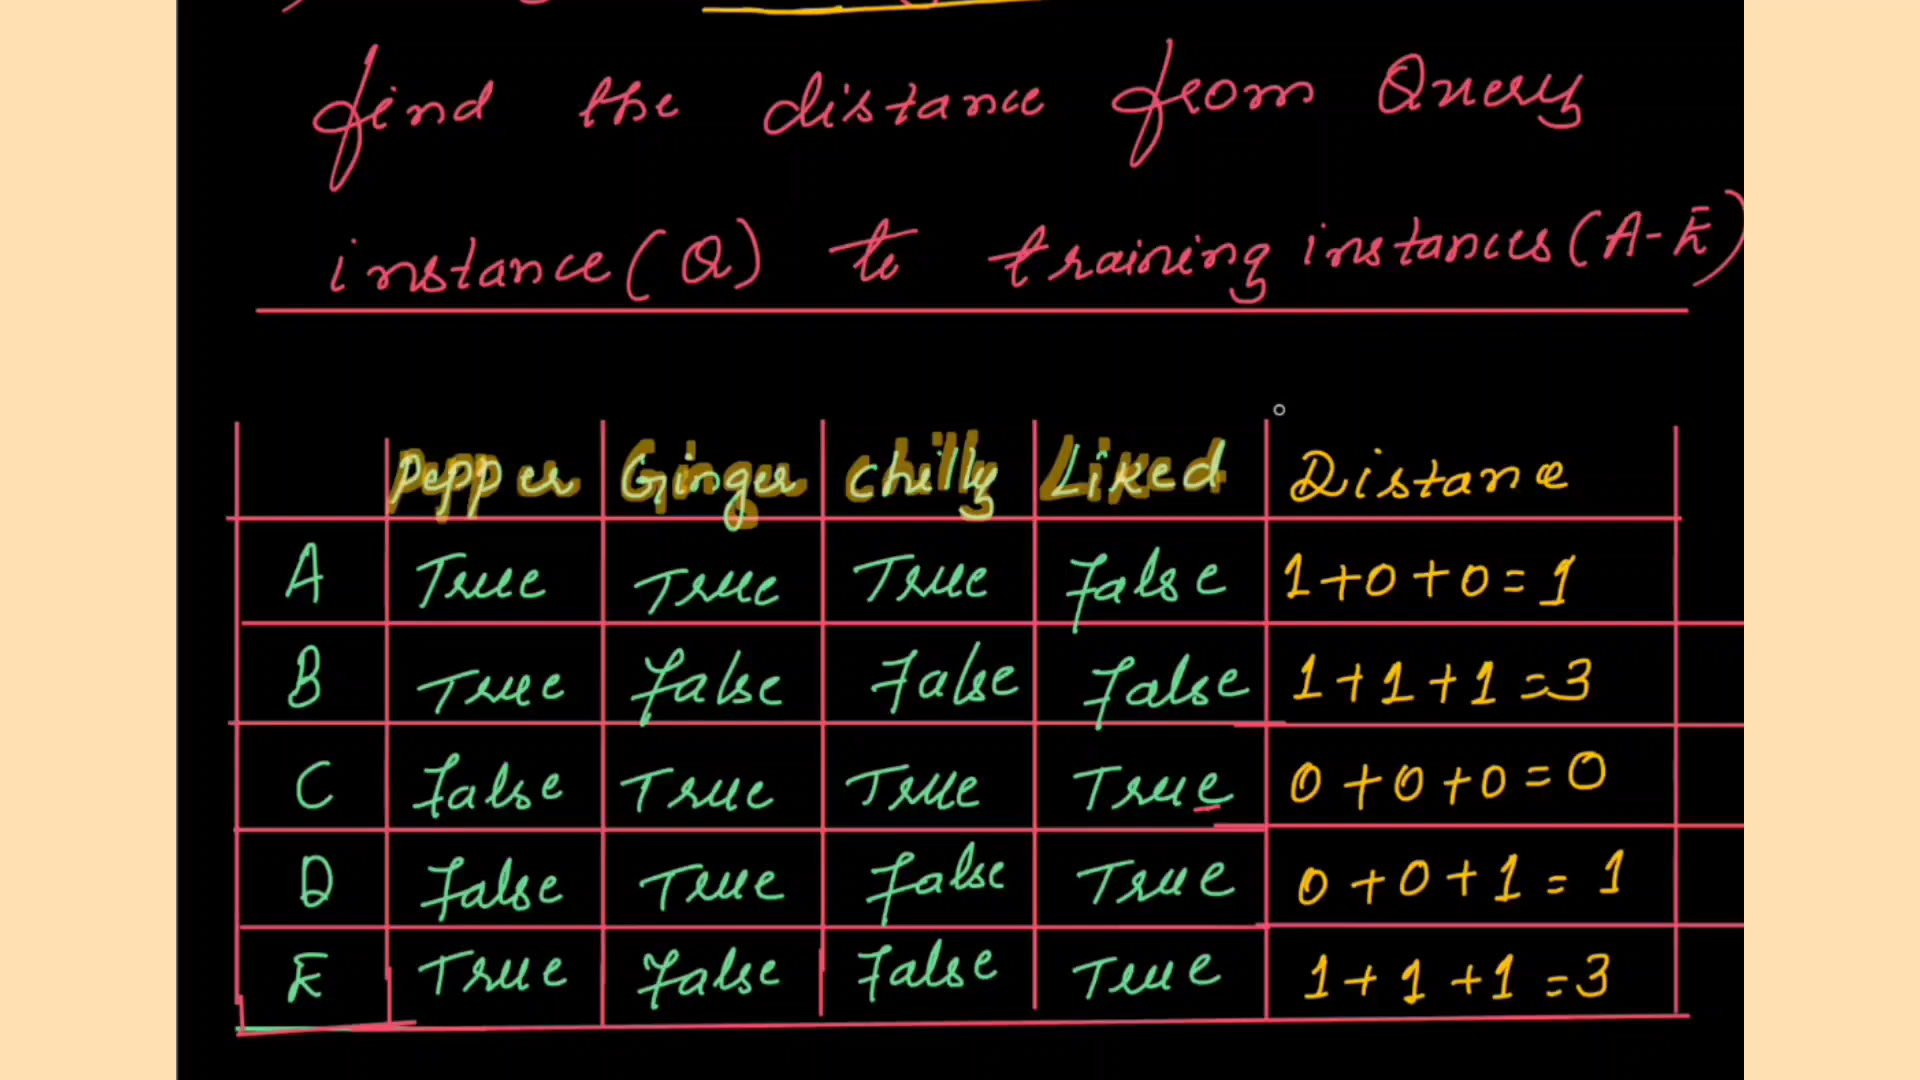 find the distance from Query
instance (Q) to training instances (A-E)
Pepper Ginger Chilly Liked Distance
A True True True False 1+0+0=1
B True False False False 1+1+1=3
C False True True True 0+0+0=0
D False True False True 0+0+1=1
E True False False True 1+1+1=3